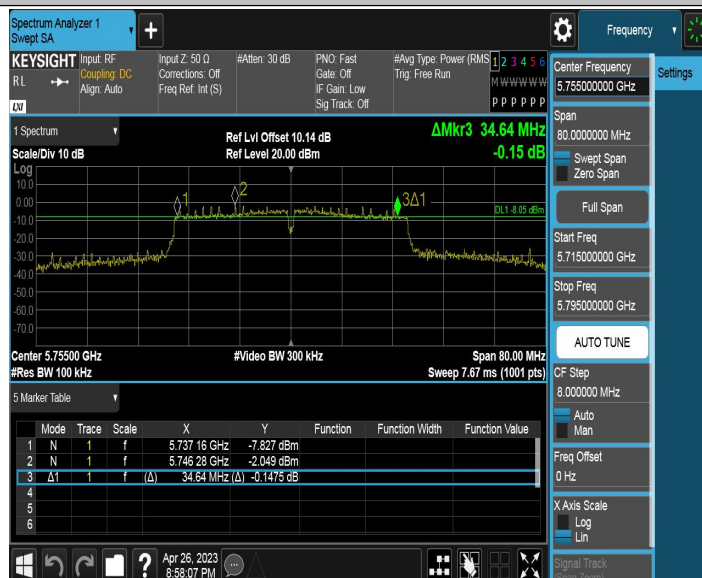 Spectrum Analyzer 1
Swept SA
+
Frequency
KEYSIGHT Input: RF Input Z: 50 Ω #Atten: 30 dB PNO: Fast #Avg Type: Power (RMS 1 2 3 4 5 6
RL Coupling: DC Corrections: Off Gate: Off Trig: Free Run M W W W W W
Align: Auto Freq Ref: Int (S) IF Gain: Low
LXI Sig Track: Off P P P P P P
1 Spectrum
Ref Lvl Offset 10.14 dB ΔMkr3 34.64 MHz
Scale/Div 10 dB Ref Level 20.00 dBm -0.15 dB
Log
10.0
0.00
-10.0
-20.0
-30.0
-40.0
-50.0
-60.0
-70.0
1
2
3Δ1
DL1 -8.05 dBm
Center 5.75500 GHz #Video BW 300 kHz Span 80.00 MHz
#Res BW 100 kHz Sweep 7.67 ms (1001 pts)
5 Marker Table
Mode Trace Scale X Y Function Function Width Function Value
1 N 1 f 5.737 16 GHz -7.827 dBm
2 N 1 f 5.746 28 GHz -2.049 dBm
3 Δ1 1 f (Δ) 34.64 MHz (Δ) -0.1475 dB
4
5
6
? Apr 26, 2023
8:58:07 PM
Center Frequency
5.755000000 GHz
Settings
Span
80.0000000 MHz
Swept Span
Zero Span
Full Span
Start Freq
5.715000000 GHz
Stop Freq
5.795000000 GHz
AUTO TUNE
CF Step
8.000000 MHz
Auto
Man
Freq Offset
0 Hz
X Axis Scale
Log
Lin
Signal Track
(Span Zoom)